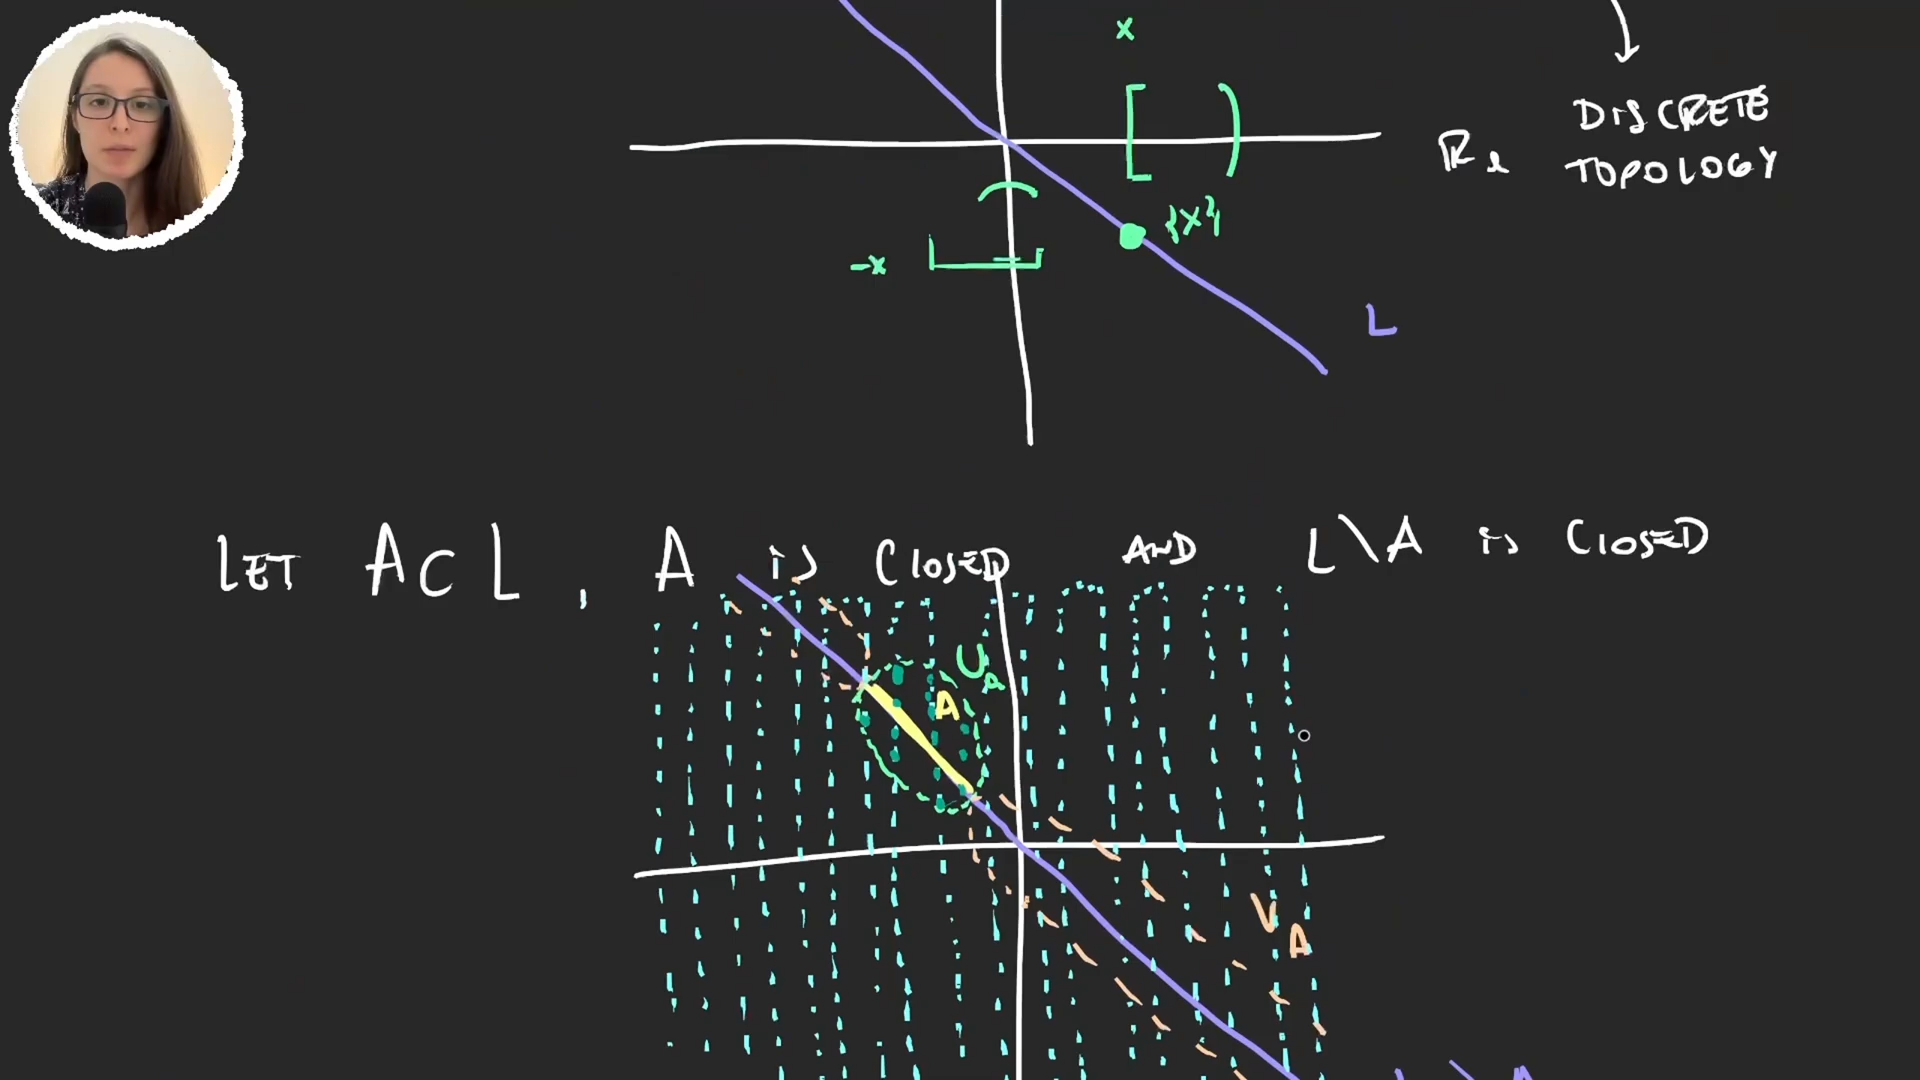 x
DISCRETE
TOPOLOGY
Rℓ
{x}
-x
L
LET A ⊂ L , A is CLOSED AND L\A is CLOSED
U_A
A
V_A